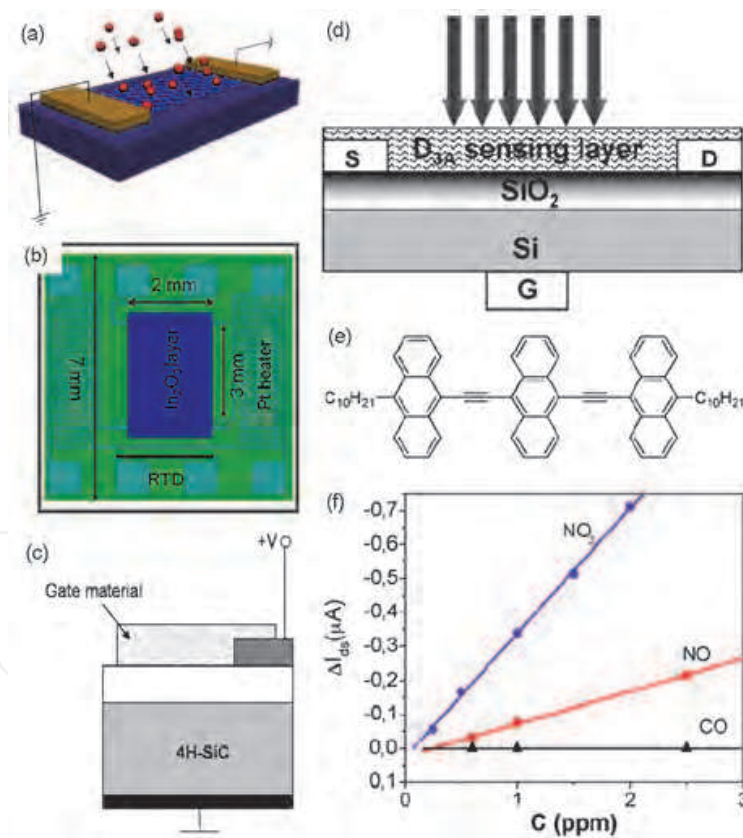 (a)
(b)
2 mm
7 mm
In₂O₃ layer
3 mm
Pt heater
RTD
(c)
+V
Gate material
4H-SiC
(d)
S
D₃ₐ sensing layer
D
SiO₂
Si
G
(e)
C₁₀H₂₁
C₁₀H₂₁
(f)
-0,7
-0,6
-0,5
-0,4
-0,3
-0,2
-0,1
0,0
0,1
ΔI_ds(μA)
NO₂
NO
CO
0
1
2
3
C (ppm)